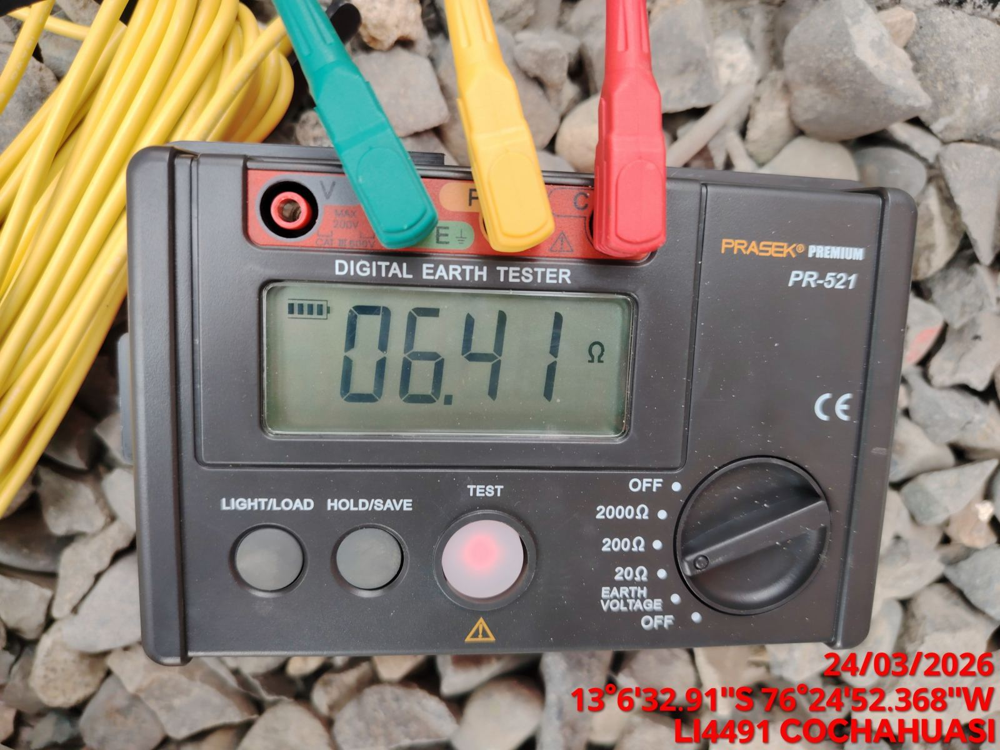 V
MAX
200V
CAT III 600V
E
P
C
PRASEK® PREMIUM
PR-521
DIGITAL EARTH TESTER
06.41 Ω
CE
LIGHT/LOAD
HOLD/SAVE
TEST
OFF
2000Ω
200Ω
20Ω
EARTH
VOLTAGE
OFF
24/03/2026
13°6'32.91"S 76°24'52.368"W
LI4491 COCHAHUASI